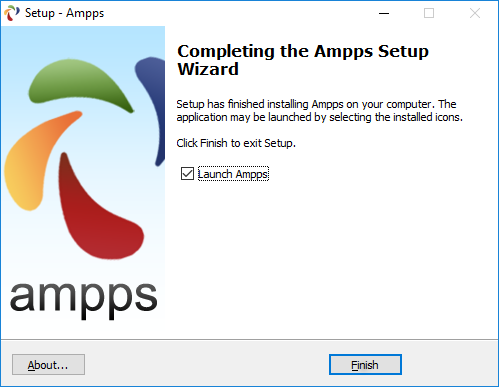 Setup - Ampps
Completing the Ampps Setup
Wizard
Setup has finished installing Ampps on your computer. The
application may be launched by selecting the installed icons.
Click Finish to exit Setup.
Launch Ampps
ampps
About...
Finish